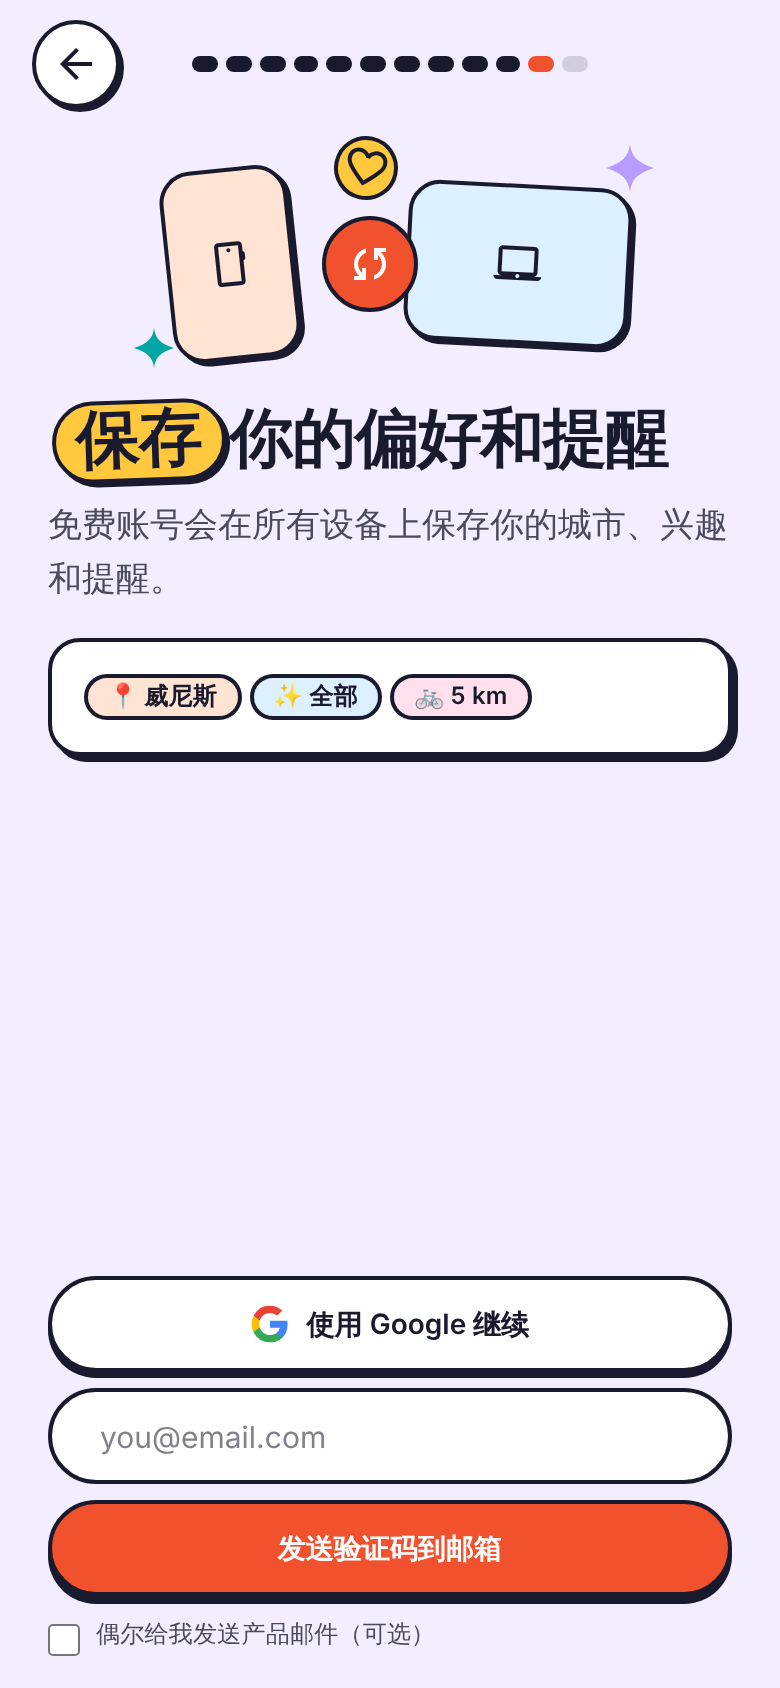 保存你的偏好和提醒
免费账号会在所有设备上保存你的城市、兴趣
和提醒。
📍 威尼斯 ✨ 全部 🚲 5 km
使用 Google 继续
you@email.com
发送验证码到邮箱
偶尔给我发送产品邮件（可选）